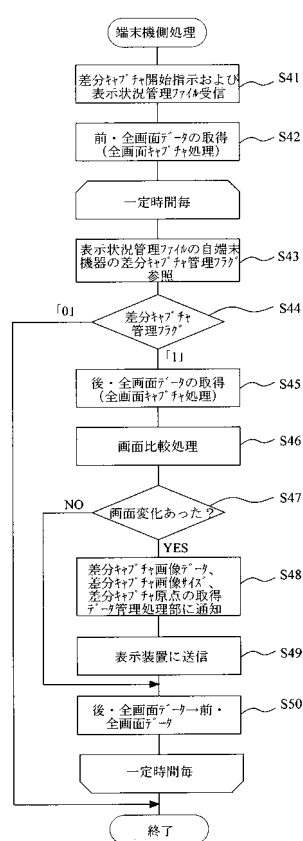 端末機側処理
差分ｷｬﾌﾟﾁｬ開始指示および
表示状況管理ﾌｧｲﾙ受信
S41
前・全画面ﾃﾞｰﾀの取得
(全画面ｷｬﾌﾟﾁｬ処理)
S42
一定時間毎
表示状況管理ﾌｧｲﾙの自端末
機器の差分ｷｬﾌﾟﾁｬ管理ﾌﾗｸﾞ
参照
S43
「0」
差分ｷｬﾌﾟﾁｬ
管理ﾌﾗｸﾞ
S44
「1」
後・全画面ﾃﾞｰﾀの取得
(全画面ｷｬﾌﾟﾁｬ処理)
S45
画面比較処理
S46
NO
画面変化あった？
S47
YES
差分ｷｬﾌﾟﾁｬ画像ﾃﾞｰﾀ、
差分ｷｬﾌﾟﾁｬ画像ｻｲｽﾞ、
差分ｷｬﾌﾟﾁｬ原点の取得
ﾃﾞｰﾀ管理処理部に通知
S48
表示装置に送信
S49
後・全画面ﾃﾞｰﾀ→前・
全画面ﾃﾞｰﾀ
S50
一定時間毎
終了